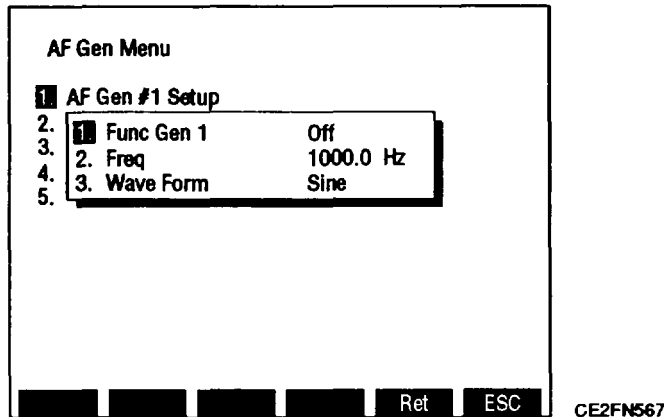 AF Gen Menu
1. AF Gen #1 Setup
2.
3.
4.
5.
1. Func Gen 1 Off
2. Freq 1000.0 Hz
3. Wave Form Sine
Ret ESC
CE2FN567